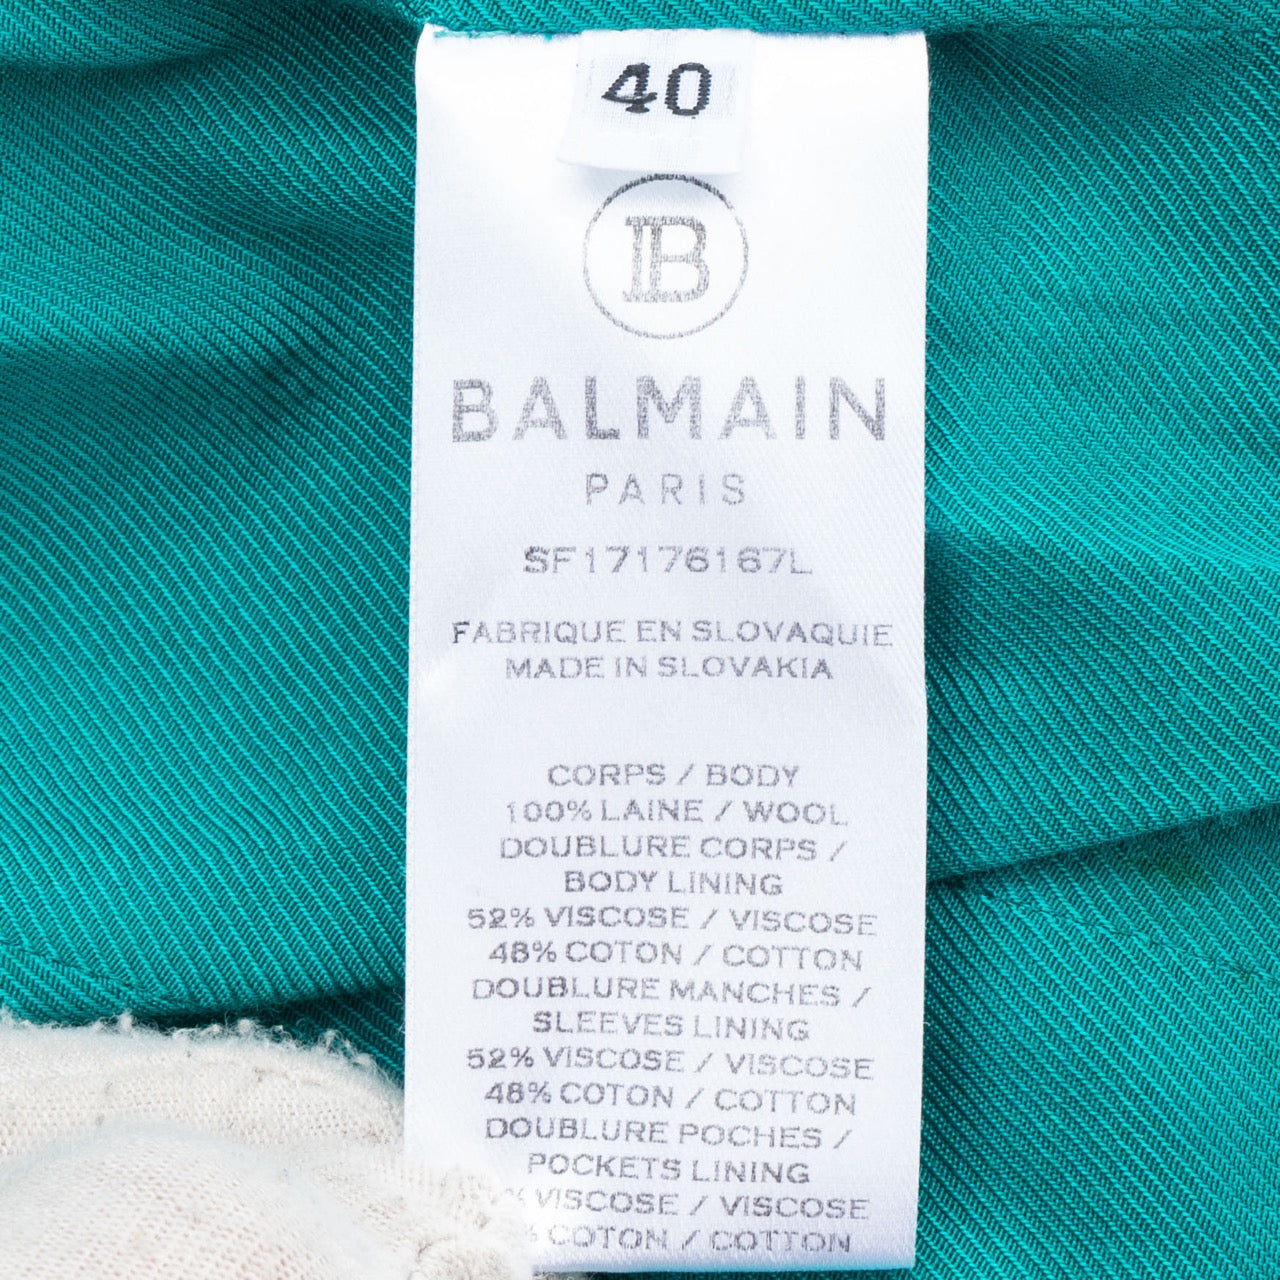 40
B
BALMAIN
PARIS
SF17176167L
FABRIQUE EN SLOVAQUIE
MADE IN SLOVAKIA
CORPS / BODY
100% LAINE / WOOL
DOUBLURE CORPS /
BODY LINING
52% VISCOSE / VISCOSE
48% COTON / COTTON
DOUBLURE MANCHES /
SLEEVES LINING
52% VISCOSE / VISCOSE
48% COTON / COTTON
DOUBLURE POCHES /
POCKETS LINING
VISCOSE / VISCOSE
COTON / COTTON